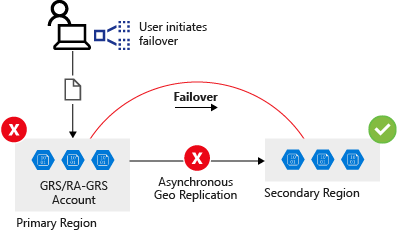 User initiates
failover
Failover
X
X
GRS/RA-GRS
Account
Asynchronous
Geo Replication
Secondary Region
Primary Region